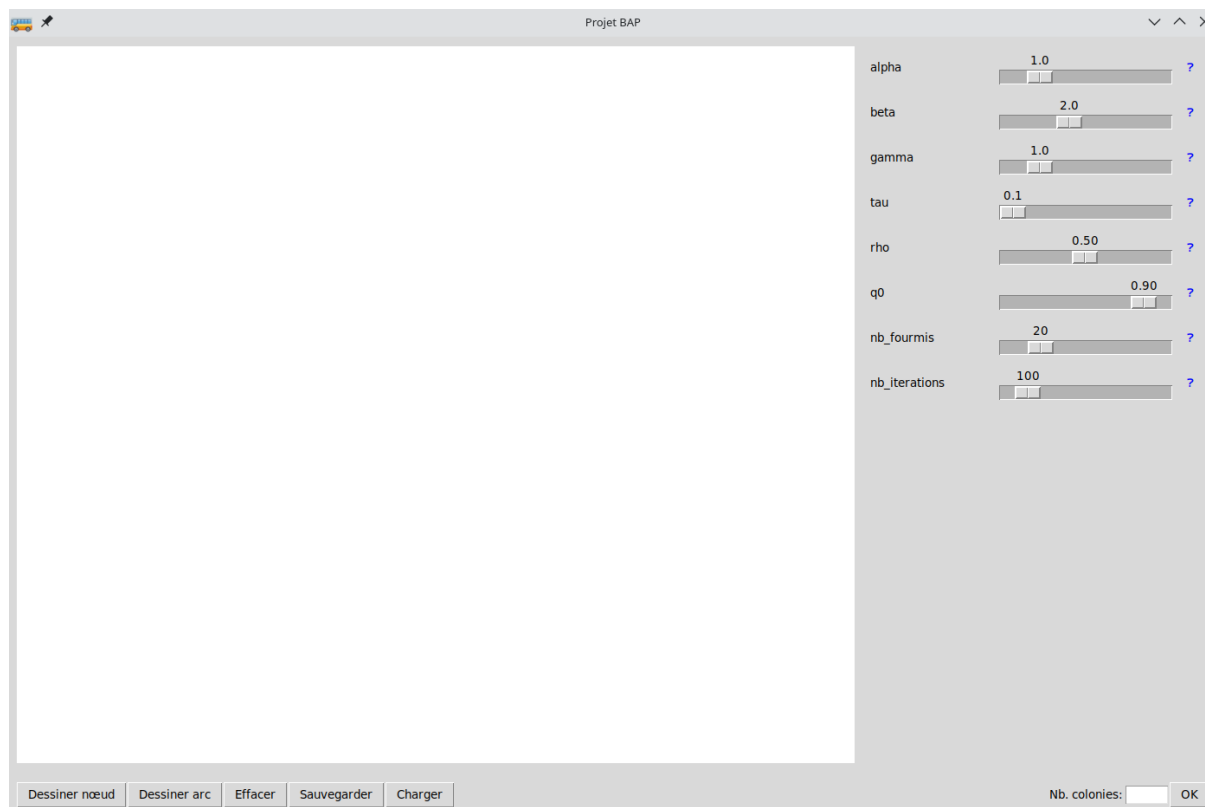 Projet BAP
alpha 1.0 ?
beta 2.0 ?
gamma 1.0 ?
tau 0.1 ?
rho 0.50 ?
q0 0.90 ?
nb_fourmis 20 ?
nb_iterations 100 ?
Dessiner nœud Dessiner arc Effacer Sauvegarder Charger Nb. colonies: OK